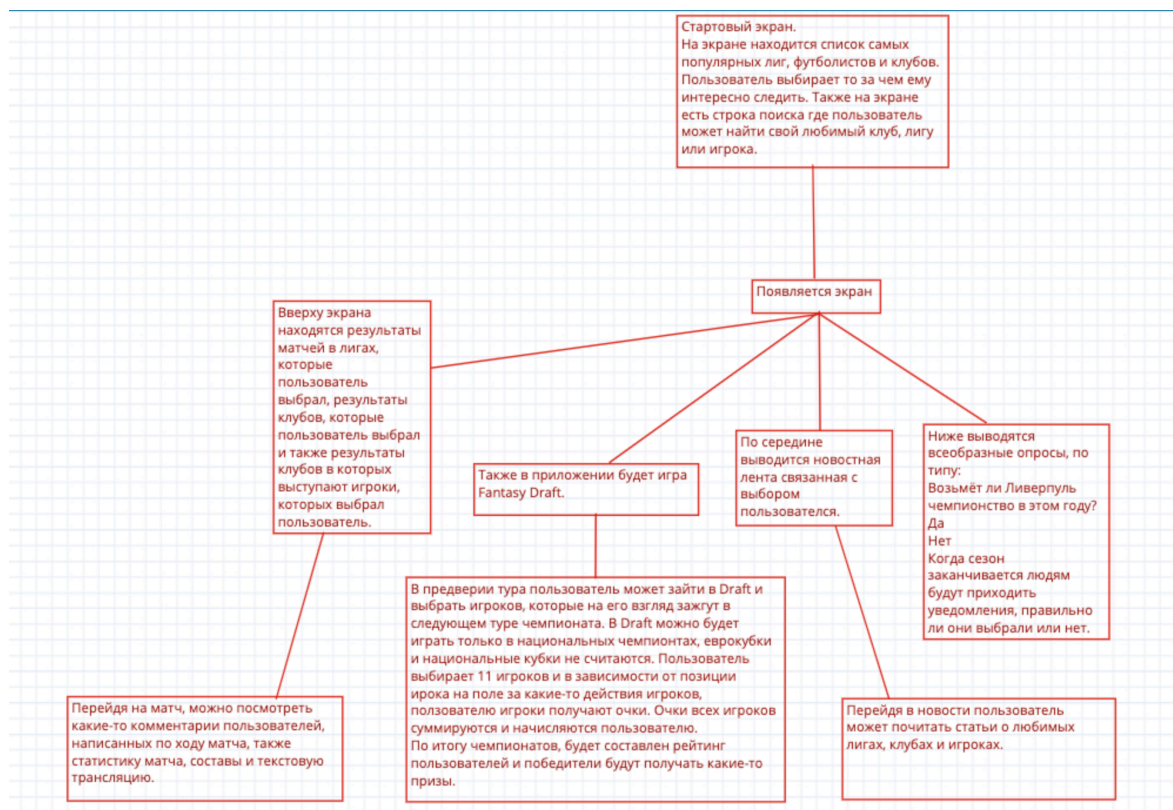 Стартовый экран.
На экране находится список самых
популярных лиг, футболистов и клубов.
Пользователь выбирает то за чем ему
интересно следить. Также на экране
есть строка поиска где пользователь
может найти свой любимый клуб, лигу
или игрока.
Появляется экран
Вверху экрана
находятся результаты
матчей в лигах,
которые
пользователь
выбрал, результаты
клубов, которые
пользователь выбрал
и также результаты
клубов в которых
выступают игроки,
которых выбрал
пользователь.
Также в приложении будет игра
Fantasy Draft.
По середине
выводится новостная
лента связанная с
выбором
пользователся.
Ниже выводятся
всеобразные опросы, по
типу:
Возьмёт ли Ливерпуль
чемпионство в этом году?
Да
Нет
Когда сезон
заканчивается людям
будут приходить
уведомления, правильно
ли они выбрали или нет.
Перейдя на матч, можно посмотреть
какие-то комментарии пользователей,
написанных по ходу матча, также
статистику матча, составы и текстовую
трансляцию.
В предверии тура пользователь может зайти в Draft и
выбрать игроков, которые на его взгляд зажгут в
следующем туре чемпионата. В Draft можно будет
играть только в национальных чемпионтах, еврокубки
и национальные кубки не считаются. Пользователь
выбирает 11 игроков и в зависимости от позиции
ирока на поле за какие-то действия игроков,
ползователю игроки получают очки. Очки всех игроков
суммируются и начисляются пользователю.
По итогу чемпионатов, будет составлен рейтинг
пользователей и победители будут получать какие-то
призы.
Перейдя в новости пользователь
может почитать статьи о любимых
лигах, клубах и игроках.